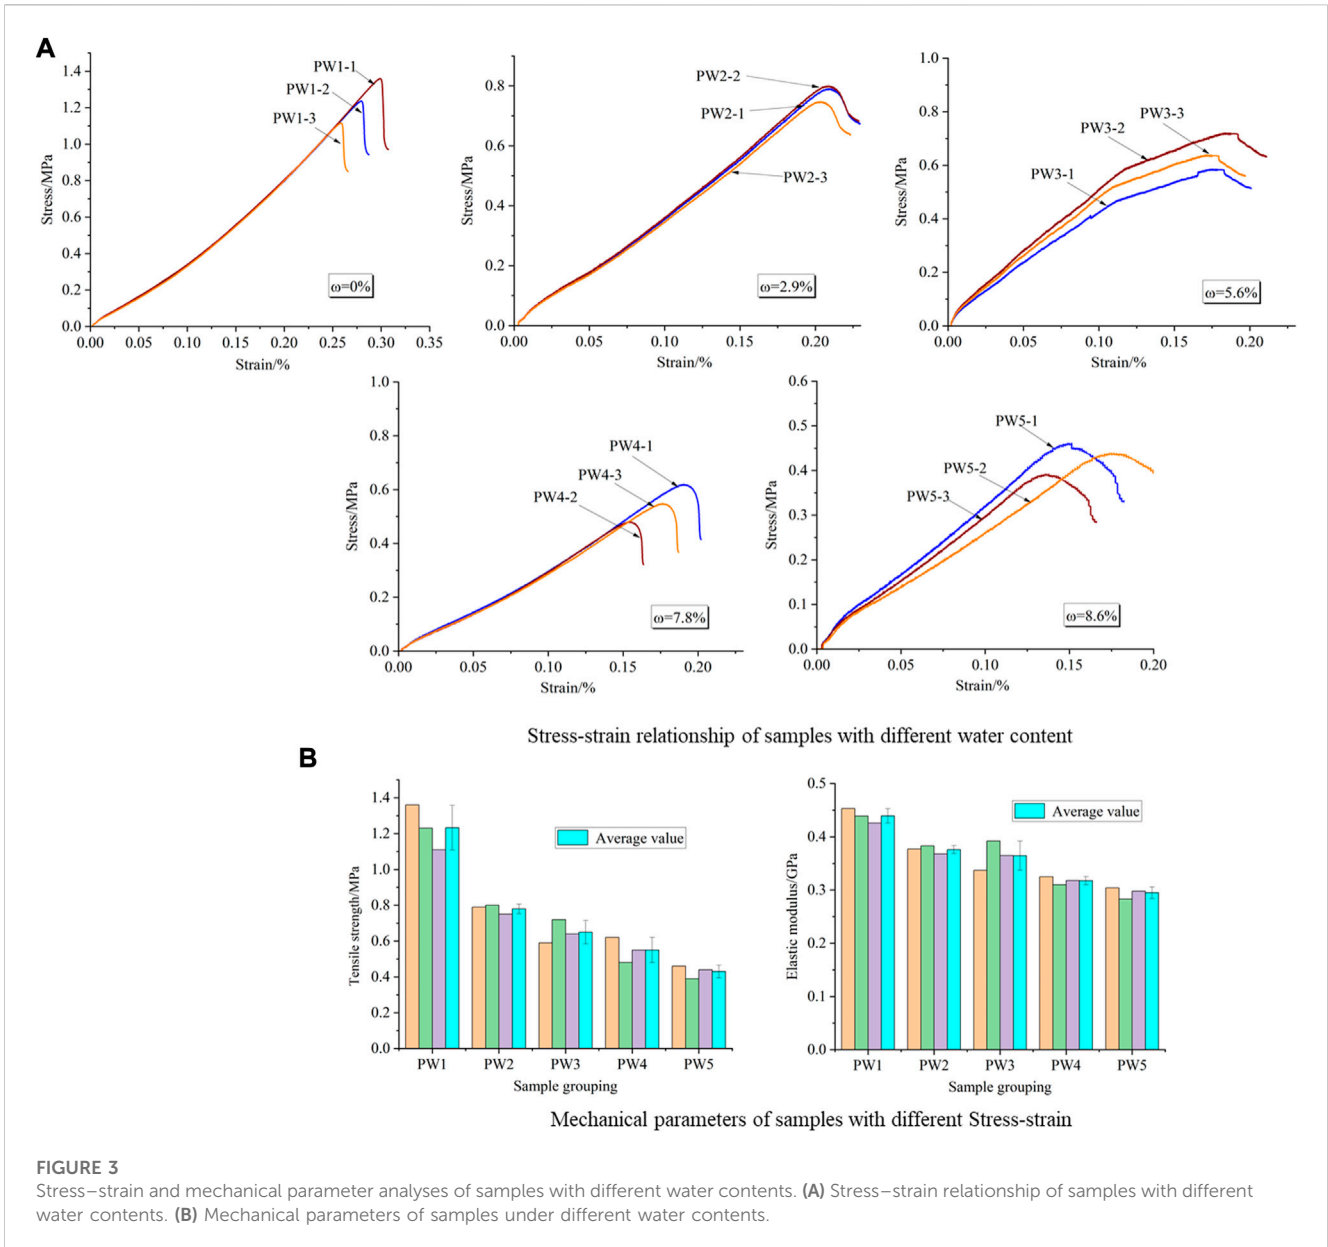 A
Stress/MPa
1.4
1.2
1.0
0.8
0.6
0.4
0.2
0.0
PW1-1
PW1-2
PW1-3
ω=0%
0.00 0.05 0.10 0.15 0.20 0.25 0.30 0.35
Strain/%
Stress/MPa
0.8
0.6
0.4
0.2
0.0
PW2-2
PW2-1
PW2-3
ω=2.9%
0.00 0.05 0.10 0.15 0.20
Strain/%
Stress/MPa
1.0
0.8
0.6
0.4
0.2
0.0
PW3-3
PW3-2
PW3-1
ω=5.6%
0.00 0.05 0.10 0.15 0.20
Strain/%
Stress/MPa
1.0
0.8
0.6
0.4
0.2
0.0
PW4-1
PW4-3
PW4-2
ω=7.8%
0.00 0.05 0.10 0.15 0.20
Strain/%
Stress/MPa
0.6
0.5
0.4
0.3
0.2
0.1
0.0
PW5-1
PW5-2
PW5-3
ω=8.6%
0.00 0.05 0.10 0.15 0.20
Strain/%
Stress-strain relationship of samples with different water content
B
Tensile strength/MPa
1.4
1.2
1.0
0.8
0.6
0.4
0.2
0.0
Average value
PW1 PW2 PW3 PW4 PW5
Sample grouping
Elastic modulus/GPa
0.5
0.4
0.3
0.2
0.1
0.0
Average value
PW1 PW2 PW3 PW4 PW5
Sample grouping
Mechanical parameters of samples with different Stress-strain
FIGURE 3
Stress–strain and mechanical parameter analyses of samples with different water contents. (A) Stress–strain relationship of samples with different
water contents. (B) Mechanical parameters of samples under different water contents.